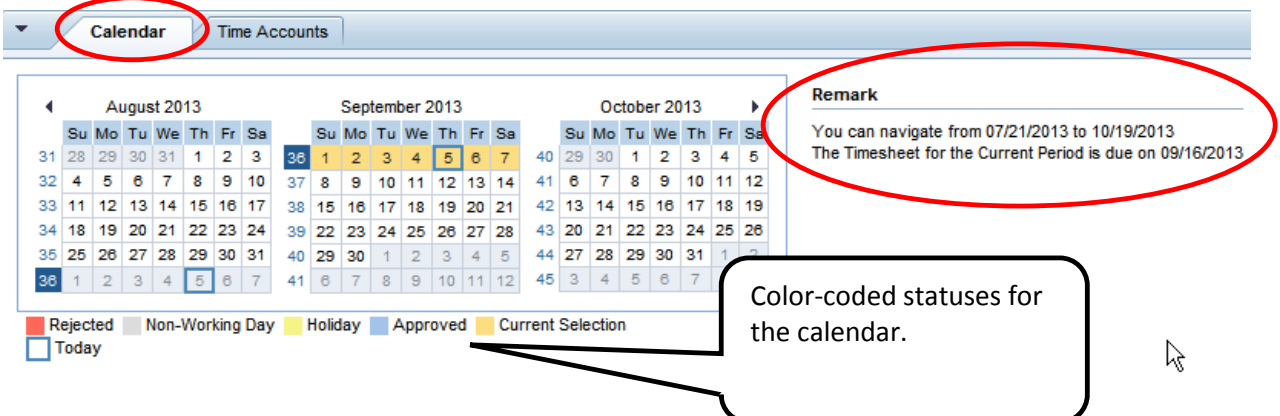 Calendar Time Accounts
August 2013 September 2013 October 2013
Su Mo Tu We Th Fr Sa Su Mo Tu We Th Fr Sa Su Mo Tu We Th Fr Sa
31 28 29 30 31 1 2 3 36 1 2 3 4 5 6 7 40 29 30 1 2 3 4 5
32 4 5 6 7 8 9 10 37 8 9 10 11 12 13 14 41 6 7 8 9 10 11 12
33 11 12 13 14 15 16 17 38 15 16 17 18 19 20 21 42 13 14 15 16 17 18 19
34 18 19 20 21 22 23 24 39 22 23 24 25 26 27 28 43 20 21 22 23 24 25 26
35 25 26 27 28 29 30 31 40 29 30 1 2 3 4 5 44 27 28 29 30 31 1 2
36 1 2 3 4 5 6 7 41 6 7 8 9 10 11 12 45 3 4 5 6 7
Remark
You can navigate from 07/21/2013 to 10/19/2013
The Timesheet for the Current Period is due on 09/16/2013
Rejected Non-Working Day Holiday Approved Current Selection
Today
Color-coded statuses for
the calendar.